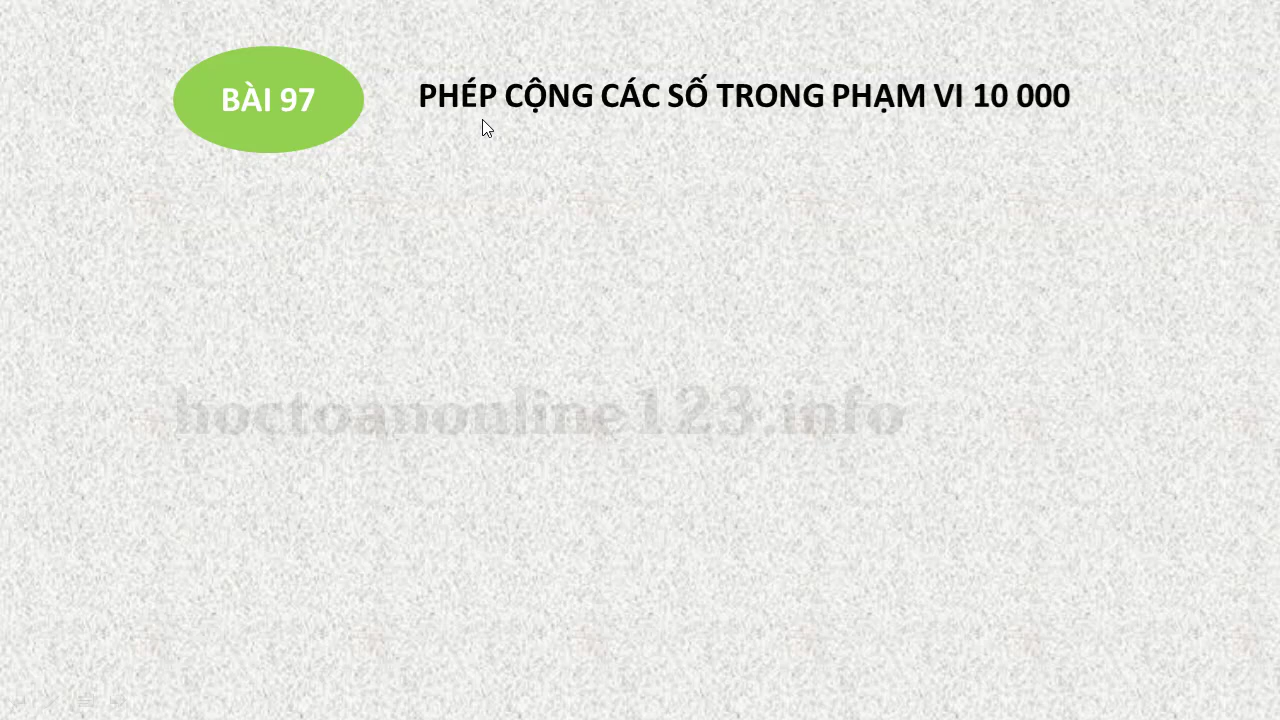 BÀI 97
PHÉP CỘNG CÁC SỐ TRONG PHẠM VI 10 000
hoctoanonline123.info